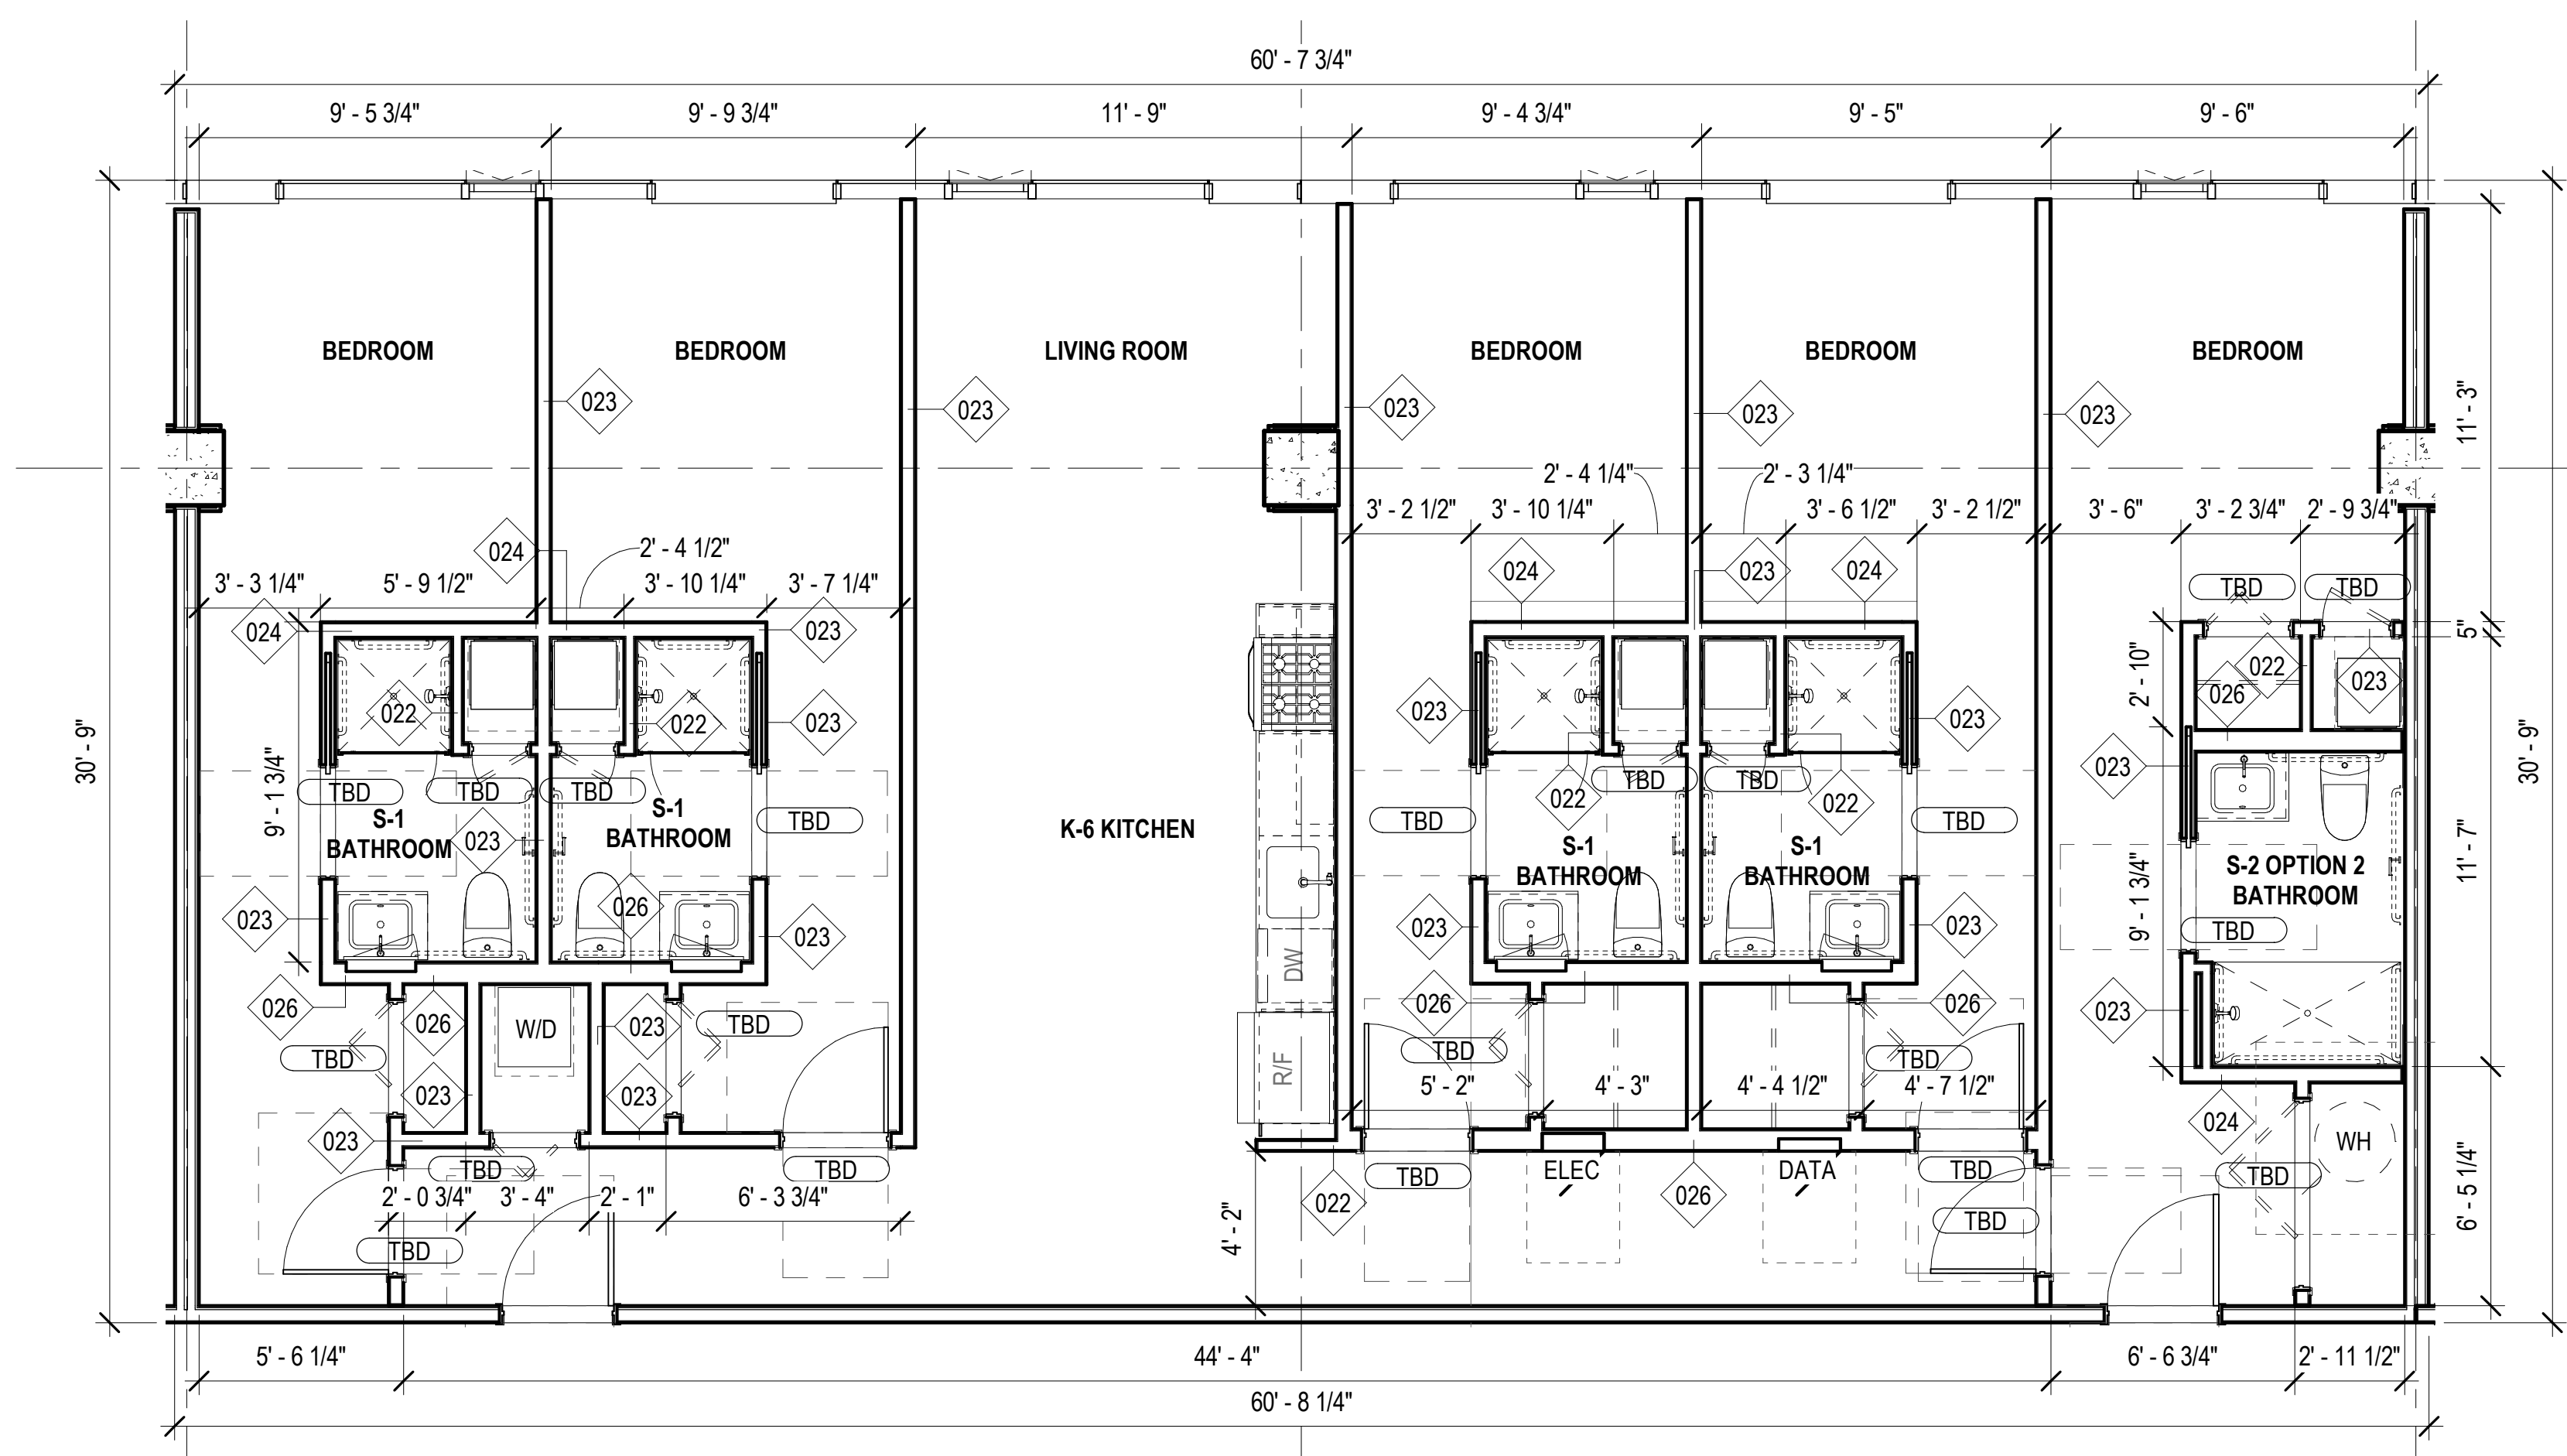 60' - 7 3/4"
9' - 5 3/4"
9' - 9 3/4"
11' - 9"
9' - 4 3/4"
9' - 5"
9' - 6"
BEDROOM
BEDROOM
LIVING ROOM
BEDROOM
BEDROOM
BEDROOM
023
023
023
023
023
11' - 3"
2' - 4 1/4"
2' - 3 1/4"
3' - 2 1/2"
3' - 10 1/4"
3' - 6 1/2"
3' - 2 1/2"
3' - 6"
3' - 2 3/4"
2' - 9 3/4"
024
2' - 4 1/2"
024
023
024
3' - 3 1/4"
5' - 9 1/2"
3' - 10 1/4"
3' - 7 1/4"
TBD
TBD
024
023
5"
022
026
023
2' - 10"
022
022
023
023
023
30' - 9"
30' - 9"
9' - 1 3/4"
023
TBD
TBD
TBD
TBD
TBD
022
022
S-1
BATHROOM
S-1
BATHROOM
TBD
TBD
TBD
023
K-6 KITCHEN
S-1
BATHROOM
S-1
BATHROOM
S-2 OPTION 2
BATHROOM
11' - 7"
9' - 1 3/4"
023
026
023
023
023
TBD
DW
026
026
W/D
023
TBD
026
026
023
TBD
TBD
TBD
R/F
023
023
5' - 2"
4' - 3"
4' - 4 1/2"
4' - 7 1/2"
023
024
WH
TBD
TBD
TBD
ELEC
DATA
TBD
TBD
6' - 5 1/4"
2' - 0 3/4"
3' - 4"
2' - 1"
6' - 3 3/4"
022
026
4' - 2"
TBD
TBD
5' - 6 1/4"
44' - 4"
6' - 6 3/4"
2' - 11 1/2"
60' - 8 1/4"